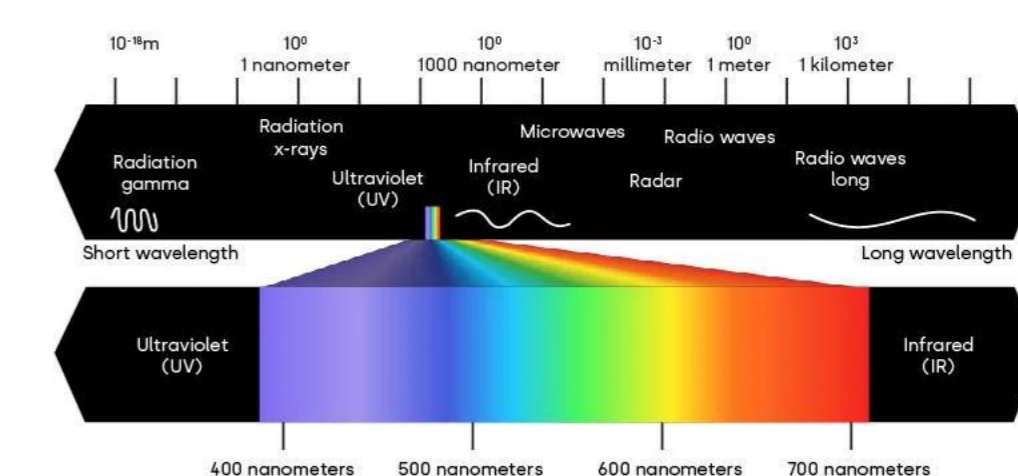 10⁻¹⁸m
10⁰
1 nanometer
10⁰
1000 nanometer
10⁻³
millimeter
10⁰
1 meter
10³
1 kilometer
Radiation
gamma
Radiation
x-rays
Ultraviolet
(UV)
Infrared
(IR)
Microwaves
Radar
Radio waves
Radio waves
long
Short wavelength
Long wavelength
Ultraviolet
(UV)
Infrared
(IR)
400 nanometers
500 nanometers
600 nanometers
700 nanometers